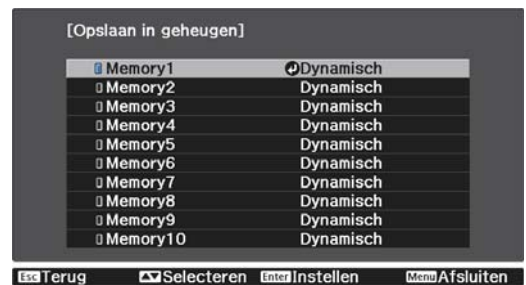 [Opslaan in geheugen]
Memory1 Dynamisch
Memory2 Dynamisch
Memory3 Dynamisch
Memory4 Dynamisch
Memory5 Dynamisch
Memory6 Dynamisch
Memory7 Dynamisch
Memory8 Dynamisch
Memory9 Dynamisch
Memory10 Dynamisch
Esc Terug Selecteren Enter Instellen Menu Afsluiten